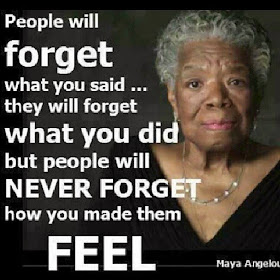 People will
forget
what you said ...
they will forget
what you did
but people will
NEVER FORGET
how you made them
FEEL
Maya Angelou